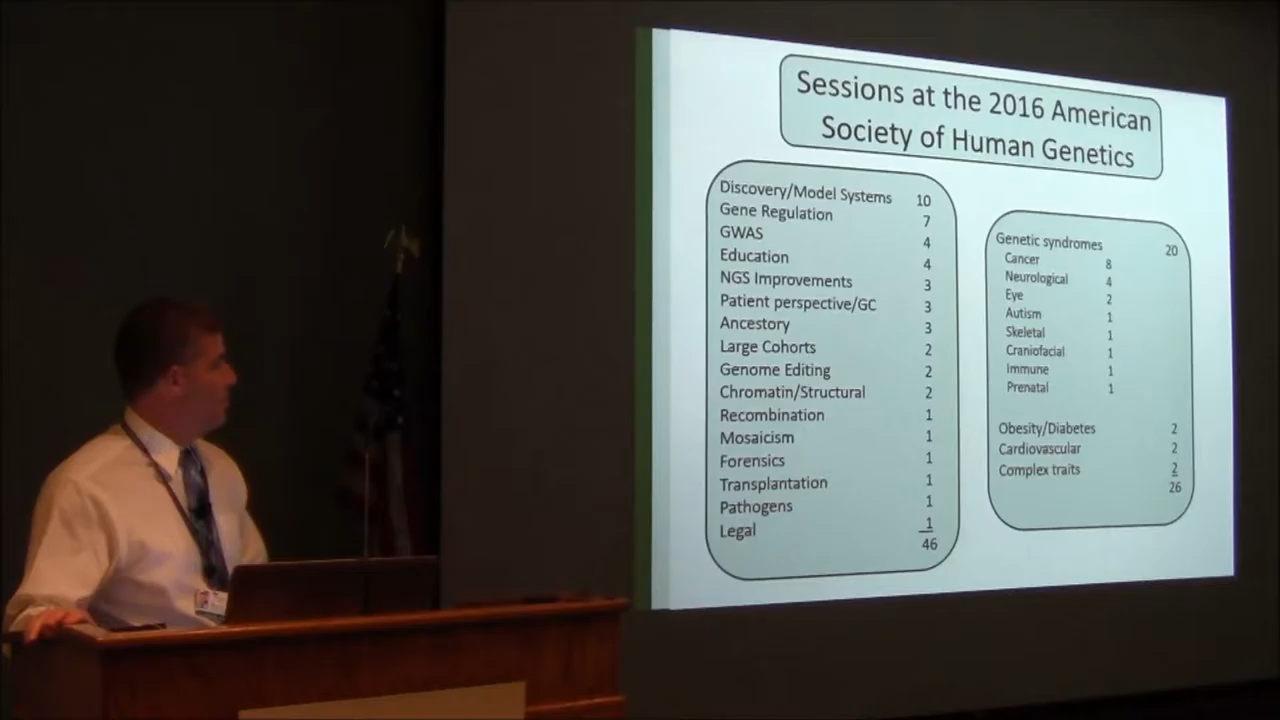 Sessions at the 2016 American
Society of Human Genetics
Discovery/Model Systems 10
Gene Regulation 7
GWAS 4
Education 4
NGS Improvements 3
Patient perspective/GC 3
Ancestory 3
Large Cohorts 2
Genome Editing 2
Chromatin/Structural 2
Recombination 1
Mosaicism 1
Forensics 1
Transplantation 1
Pathogens 1
Legal 1
46
Genetic syndromes 20
Cancer 8
Neurological 4
Eye 2
Autism 1
Skeletal 1
Craniofacial 1
Immune 1
Prenatal 1
Obesity/Diabetes 2
Cardiovascular 2
Complex traits 2
26